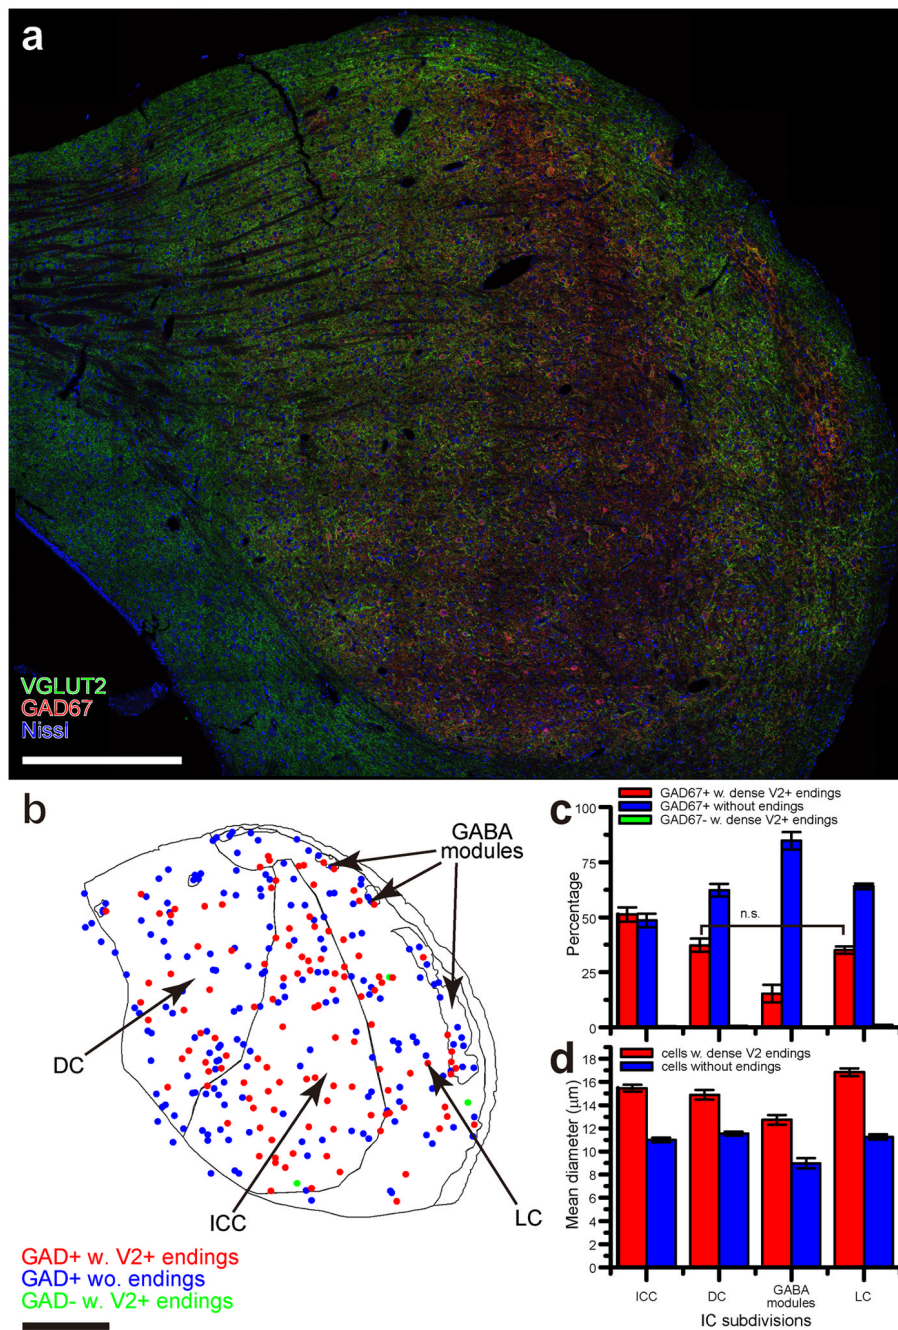 a
VGLUT2
GAD67
Nissl
b
GABA
modules
DC
ICC
LC
GAD+ w. V2+ endings
GAD+ wo. endings
GAD- w. V2+ endings
c
GAD67+ w. dense V2+ endings
GAD67+ without endings
GAD67- w. dense V2+ endings
Percentage
100
75
50
25
0
n.s.
d
cells w. dense V2 endings
cells without endings
Mean diameter (μm)
18
16
14
12
10
8
6
4
2
0
ICC
DC
GABA
modules
LC
IC subdivisions